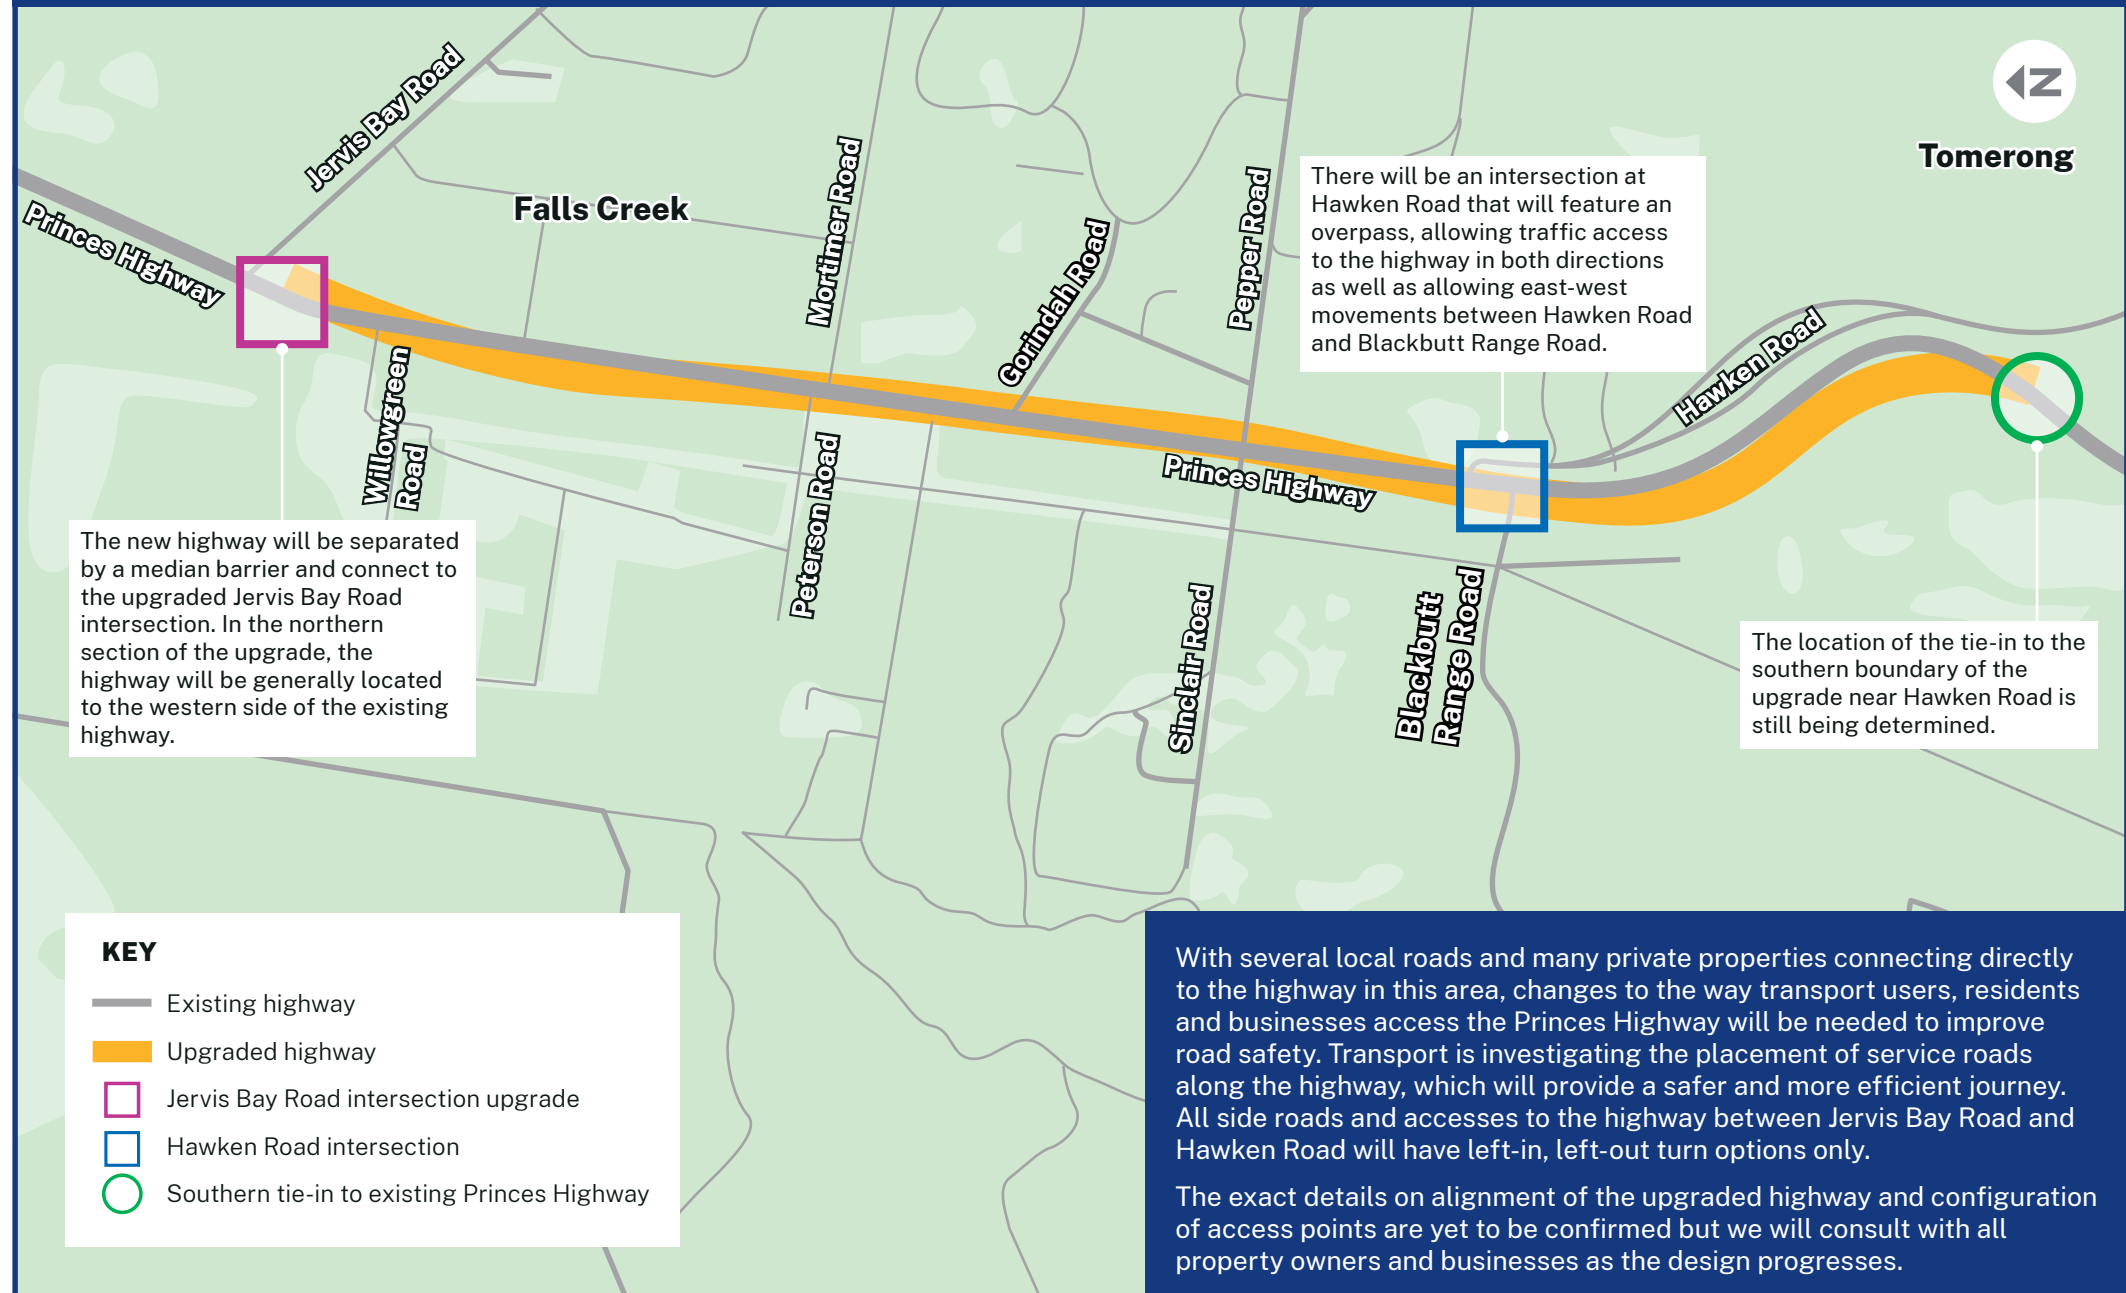 Jervis Bay Road
Princes Highway
Falls Creek
Mortimer Road
Gorindah Road
Pepper Road
N
Tomerong
There will be an intersection at
Hawken Road that will feature an
overpass, allowing traffic access
to the highway in both directions
as well as allowing east-west
movements between Hawken Road
and Blackbutt Range Road.
Hawken Road
Willowgreen
Road
Peterson Road
Princes Highway
Sinclair Road
Blackbutt
Range Road
The new highway will be separated
by a median barrier and connect to
the upgraded Jervis Bay Road
intersection. In the northern
section of the upgrade, the
highway will be generally located
to the western side of the existing
highway.
The location of the tie-in to the
southern boundary of the
upgrade near Hawken Road is
still being determined.
KEY
Existing highway
Upgraded highway
Jervis Bay Road intersection upgrade
Hawken Road intersection
Southern tie-in to existing Princes Highway
With several local roads and many private properties connecting directly
to the highway in this area, changes to the way transport users, residents
and businesses access the Princes Highway will be needed to improve
road safety. Transport is investigating the placement of service roads
along the highway, which will provide a safer and more efficient journey.
All side roads and accesses to the highway between Jervis Bay Road and
Hawken Road will have left-in, left-out turn options only.
The exact details on alignment of the upgraded highway and configuration
of access points are yet to be confirmed but we will consult with all
property owners and businesses as the design progresses.